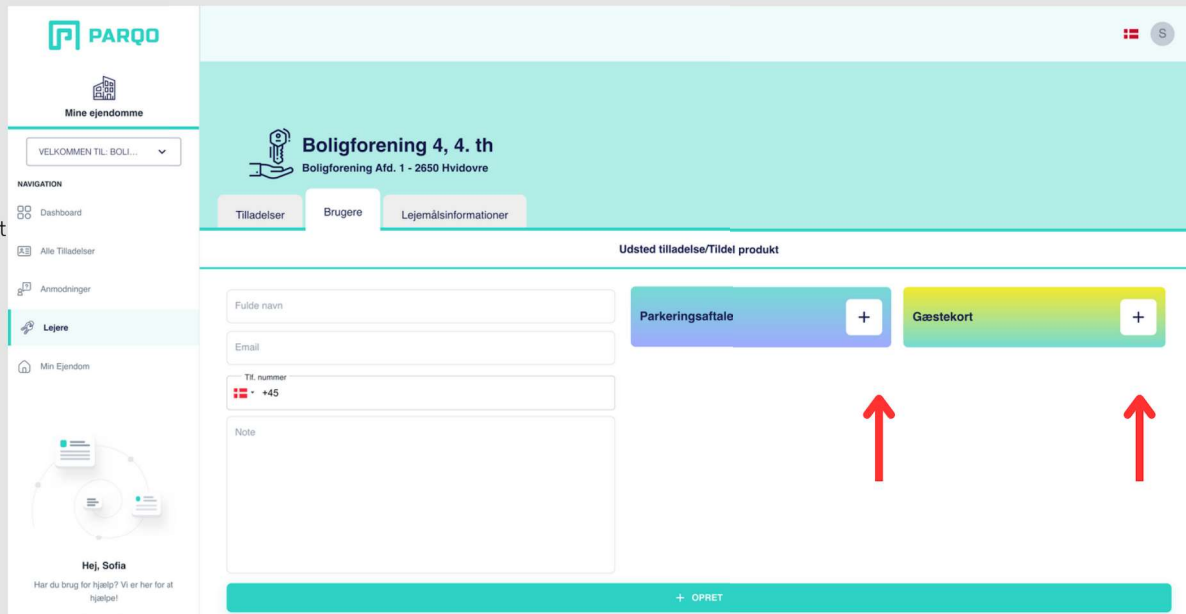 PARQO
S
Mine ejendomme
VELKOMMEN TIL: BOLI...
NAVIGATION
Dashboard
t
Alle Tilladelser
Anmodninger
Lejere
Min Ejendom
Hej, Sofia
Har du brug for hjælp? Vi er her for at
hjælpe!
Boligforening 4, 4. th
Boligforening Afd. 1 - 2650 Hvidovre
Tilladelser
Brugere
Lejemålsinformationer
Udsted tilladelse/Tildel produkt
Fulde navn
Email
Tlf. nummer
+45
Note
Parkeringsaftale +
Gæstekort +
+ OPRET